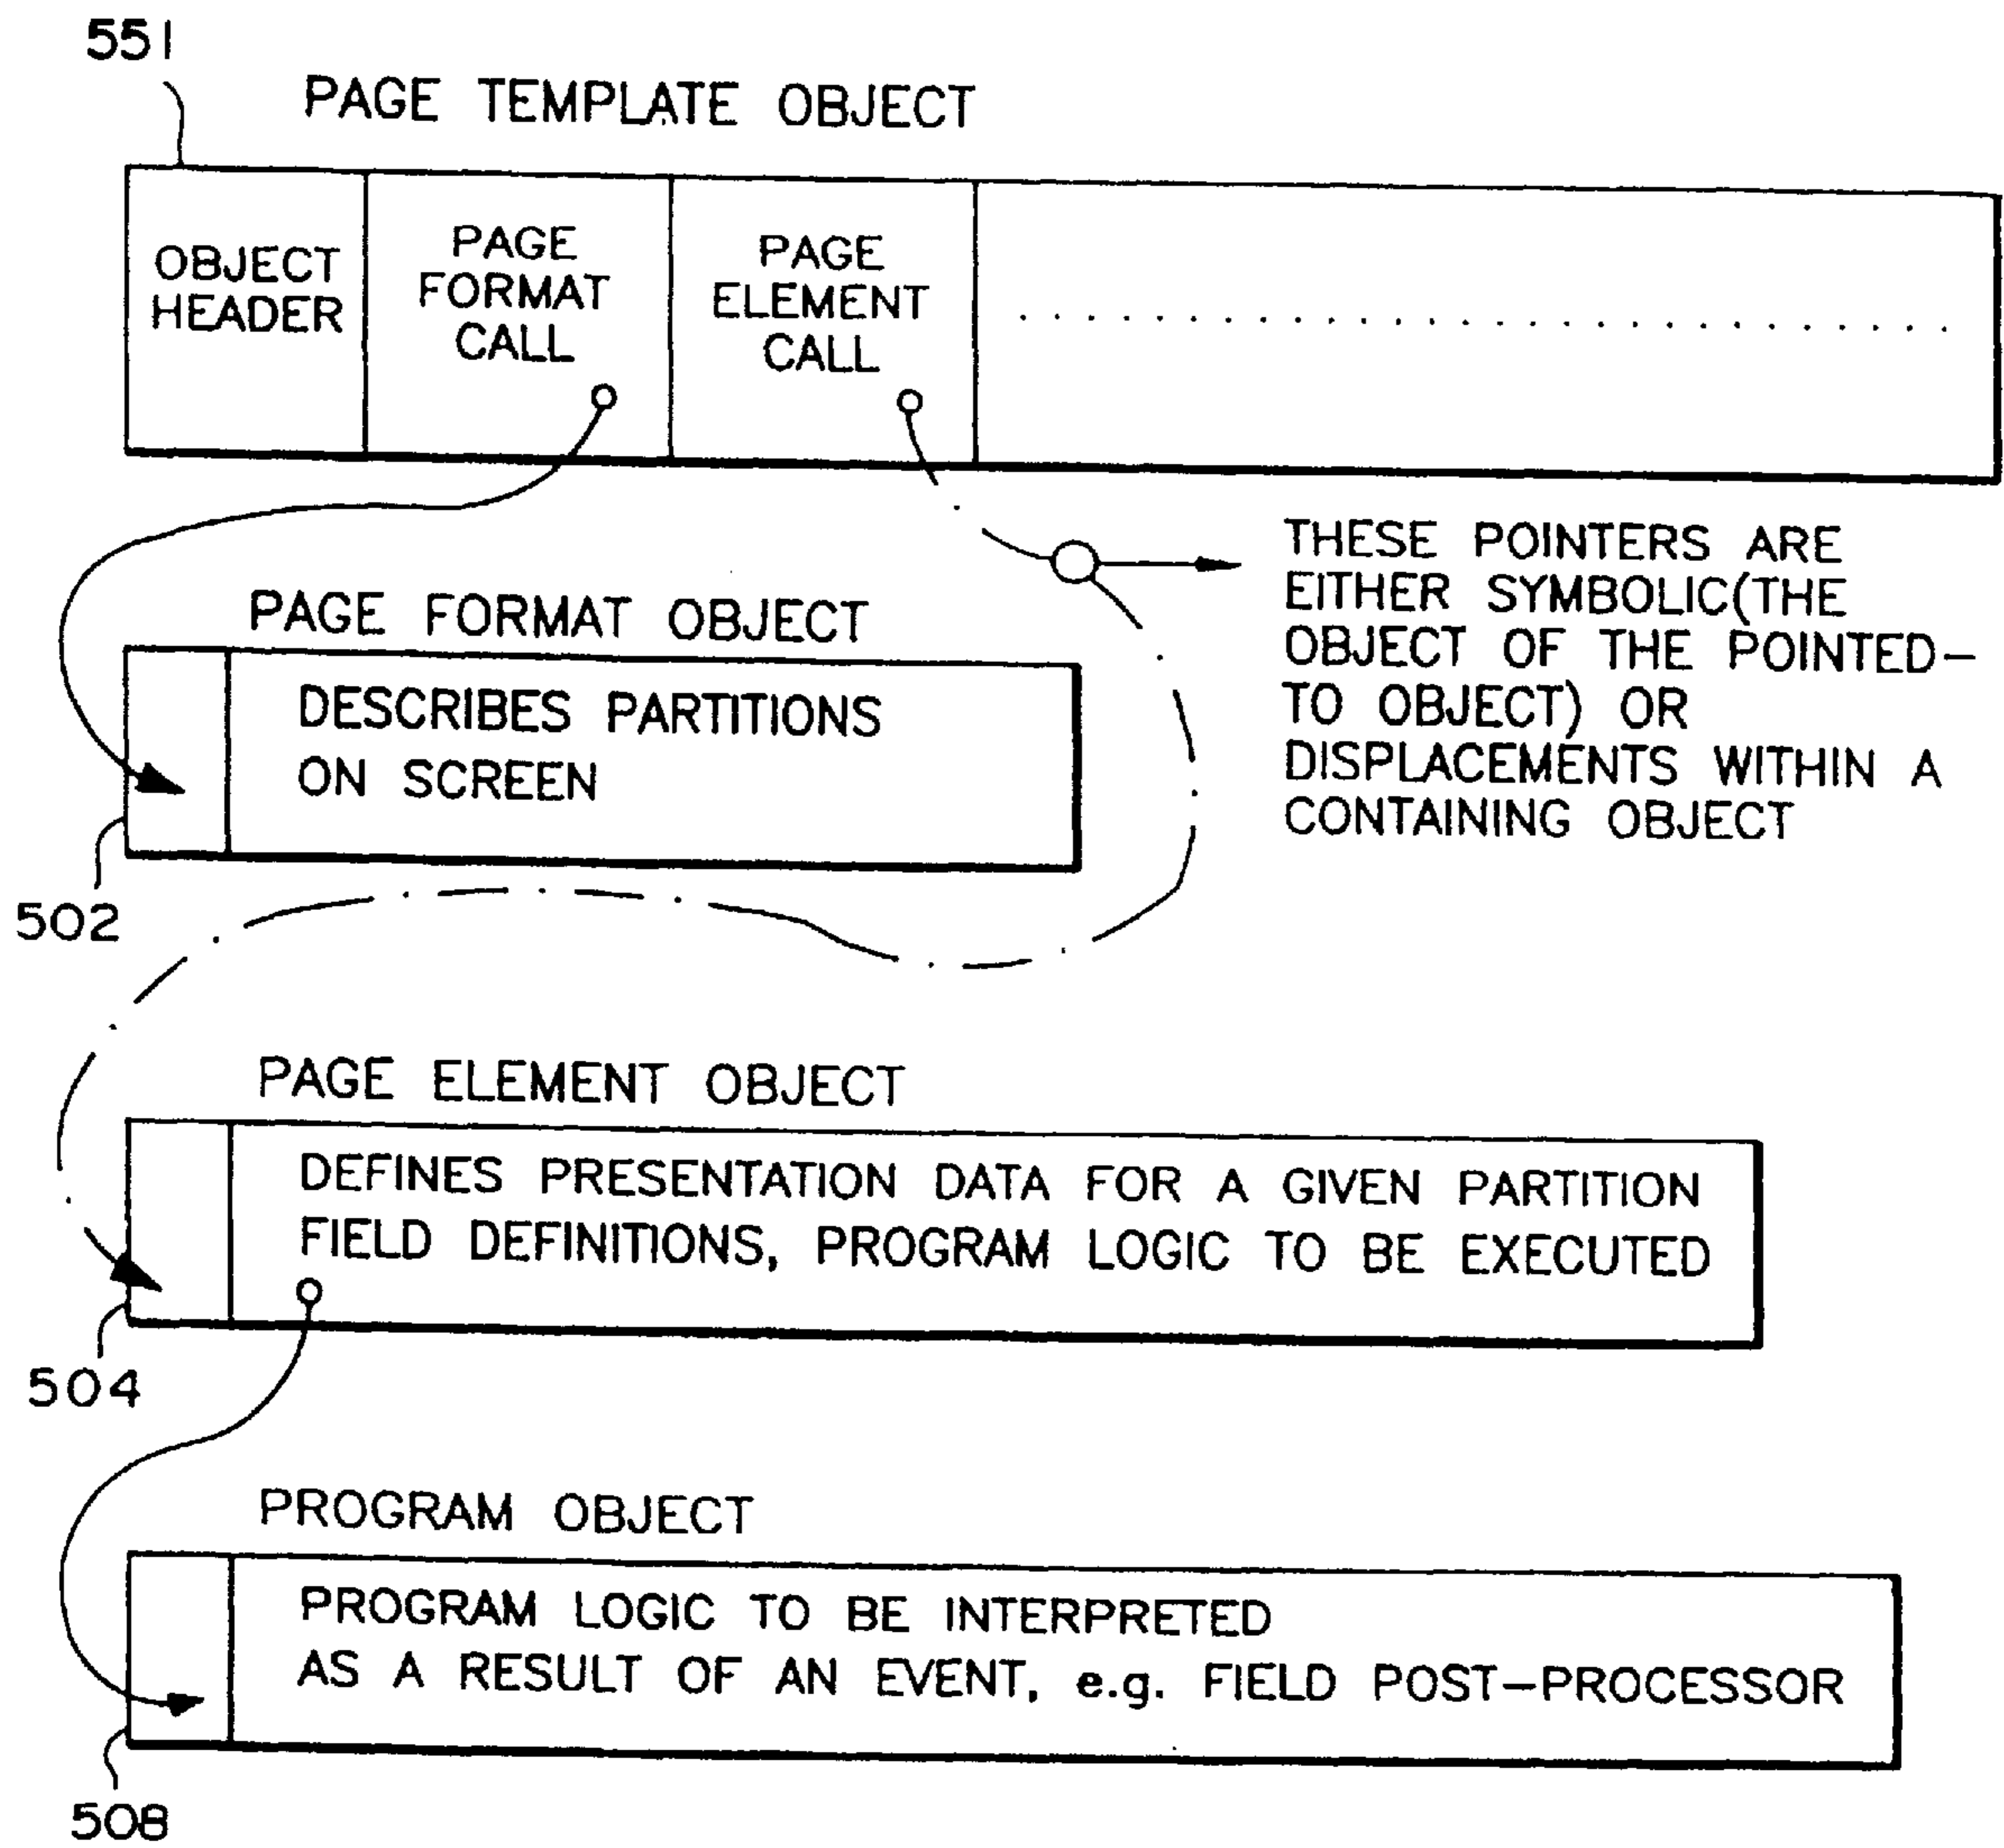 551
PAGE TEMPLATE OBJECT
OBJECT
HEADER
PAGE
FORMAT
CALL
PAGE
ELEMENT
CALL
THESE POINTERS ARE
EITHER SYMBOLIC(THE
OBJECT OF THE POINTED-
TO OBJECT) OR
DISPLACEMENTS WITHIN A
CONTAINING OBJECT
PAGE FORMAT OBJECT
DESCRIBES PARTITIONS
ON SCREEN
502
PAGE ELEMENT OBJECT
DEFINES PRESENTATION DATA FOR A GIVEN PARTITION
FIELD DEFINITIONS, PROGRAM LOGIC TO BE EXECUTED
504
PROGRAM OBJECT
PROGRAM LOGIC TO BE INTERPRETED
AS A RESULT OF AN EVENT, e.g. FIELD POST-PROCESSOR
508